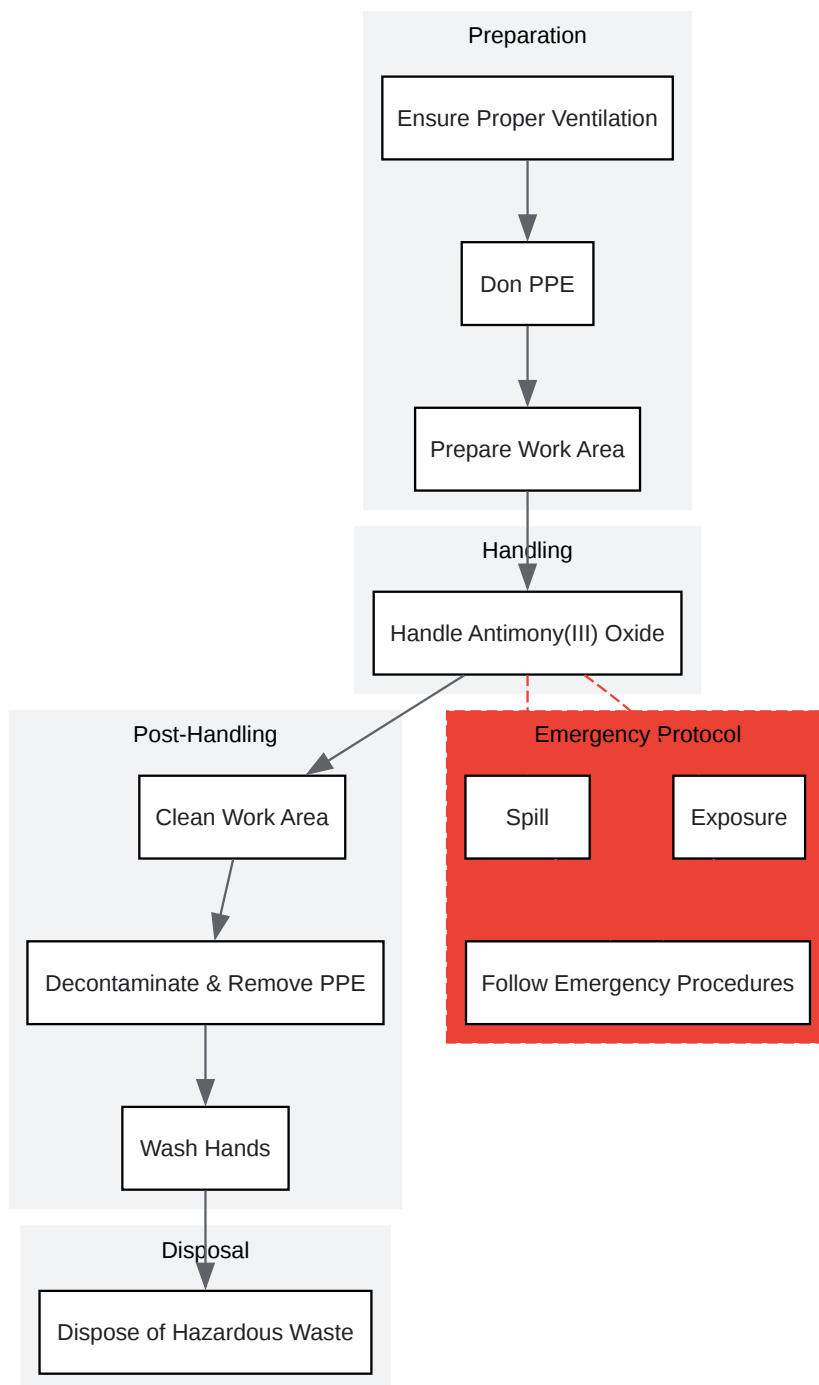 Preparation
Ensure Proper Ventilation
Don PPE
Prepare Work Area
Handling
Handle Antimony(III) Oxide
Post-Handling
Clean Work Area
Decontaminate & Remove PPE
Wash Hands
Emergency Protocol
Spill
Exposure
Follow Emergency Procedures
Disposal
Dispose of Hazardous Waste